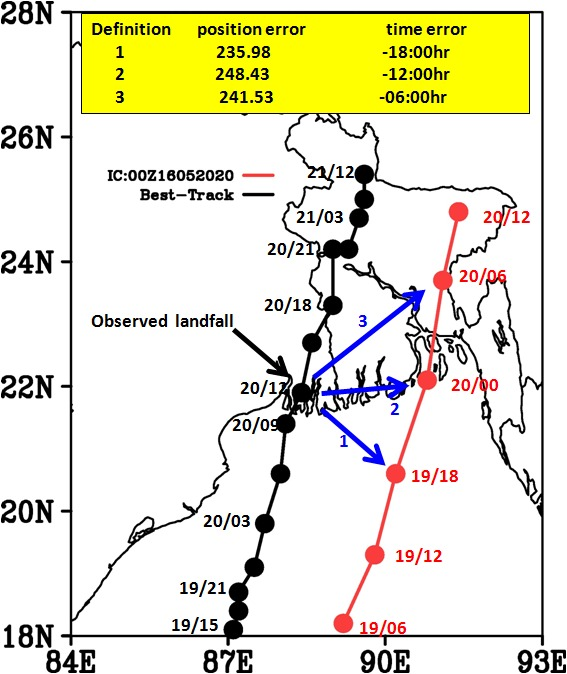 28N
Definition position error time error
1 235.98 -18:00hr
2 248.43 -12:00hr
3 241.53 -06:00hr
26N
IC:00Z16052020
Best-Track
21/12
21/03
20/12
20/21
24N
20/06
20/18
3
Observed landfall
22N
20/12
20/00
2
20/09
1
19/18
20N
20/03
19/12
19/21
19/15
19/06
18N
84E 87E 90E 93E